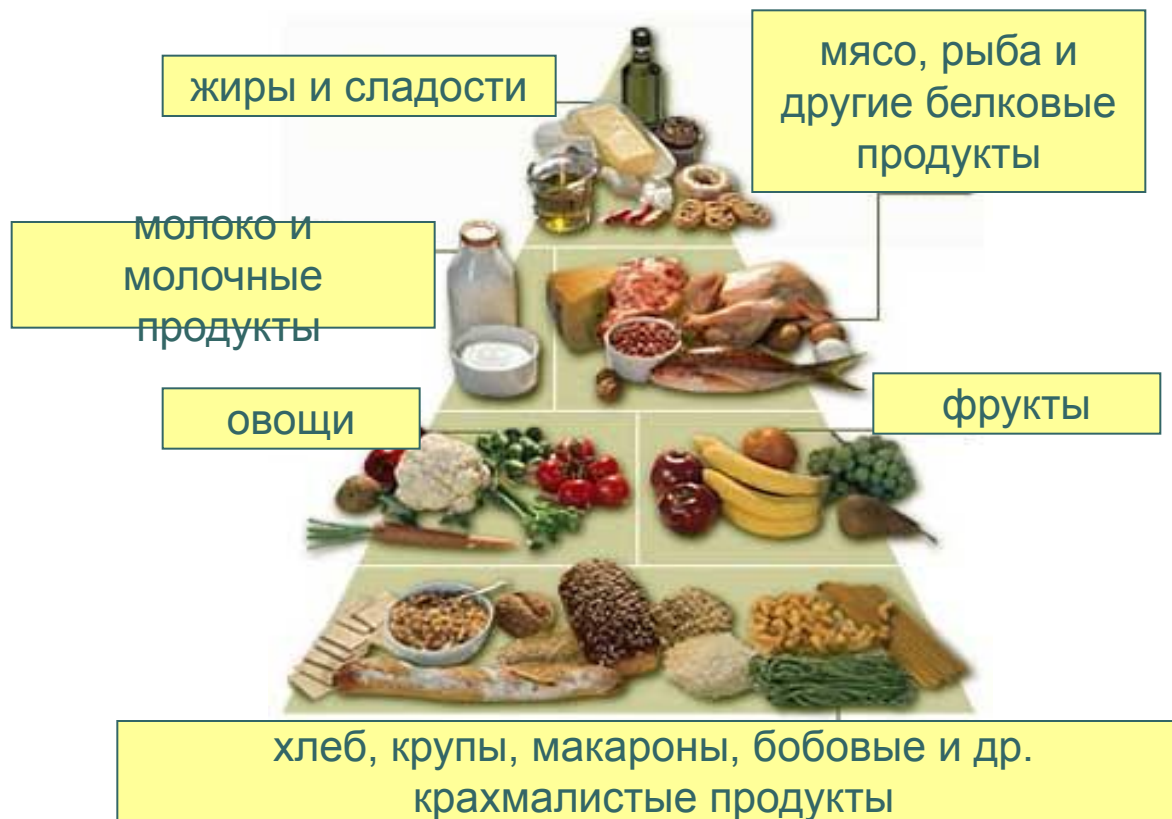 жиры и сладости
мясо, рыба и
другие белковые
продукты
молоко и
молочные
продукты
овощи
фрукты
хлеб, крупы, макароны, бобовые и др.
крахмалистые продукты